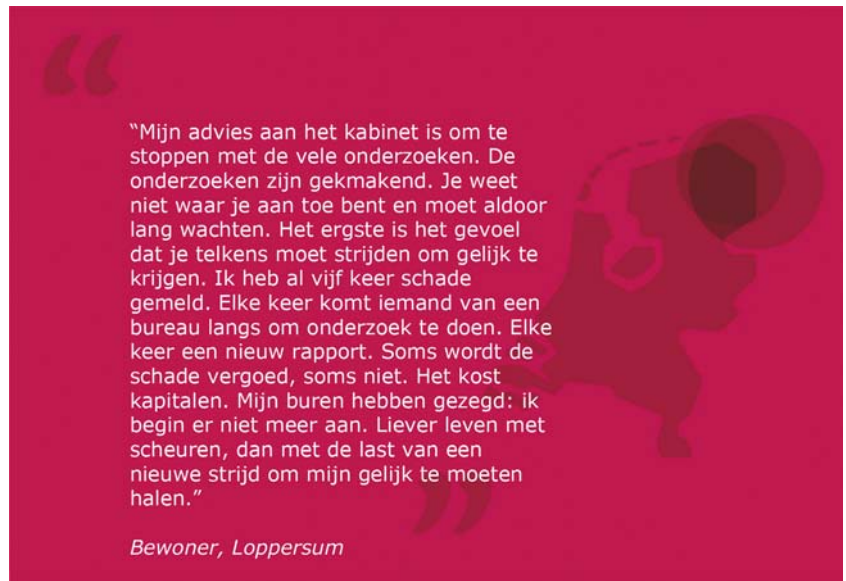 “Mijn advies aan het kabinet is om te
stoppen met de vele onderzoeken. De
onderzoeken zijn gekmakend. Je weet
niet waar je aan toe bent en moet aldoor
lang wachten. Het ergste is het gevoel
dat je telkens moet strijden om gelijk te
krijgen. Ik heb al vijf keer schade
gemeld. Elke keer komt iemand van een
bureau langs om onderzoek te doen. Elke
keer een nieuw rapport. Soms wordt de
schade vergoed, soms niet. Het kost
kapitalen. Mijn buren hebben gezegd: ik
begin er niet meer aan. Liever leven met
scheuren, dan met de last van een
nieuwe strijd om mijn gelijk te moeten
halen.”
Bewoner, Loppersum